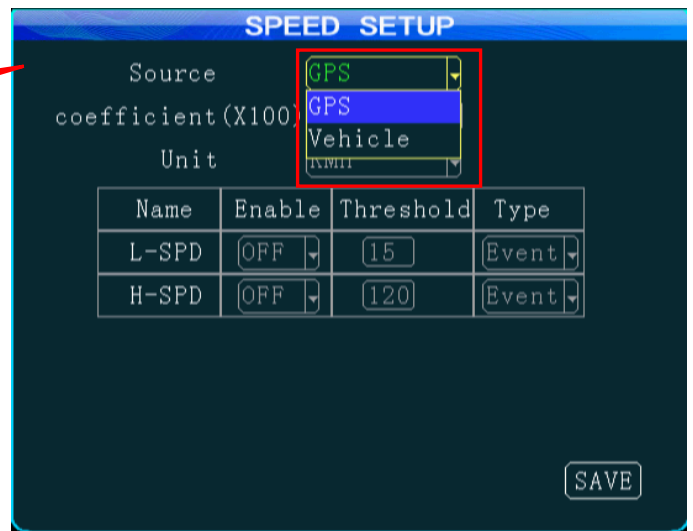 SPEED SETUP
Source GPS
coefficient(X100) GPS
Vehicle
Unit
Name Enable Threshold Type
L-SPD OFF 15 Event
H-SPD OFF 120 Event
SAVE